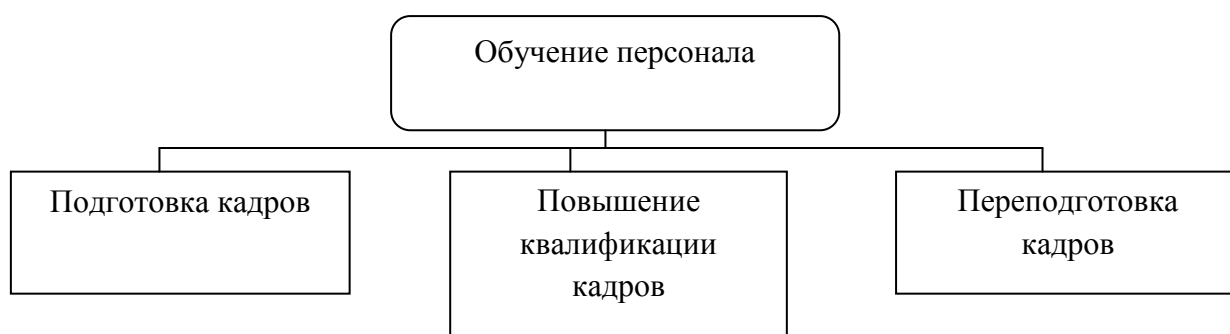 Обучение персонала
Подготовка кадров
Повышение
квалификации
кадров
Переподготовка
кадров